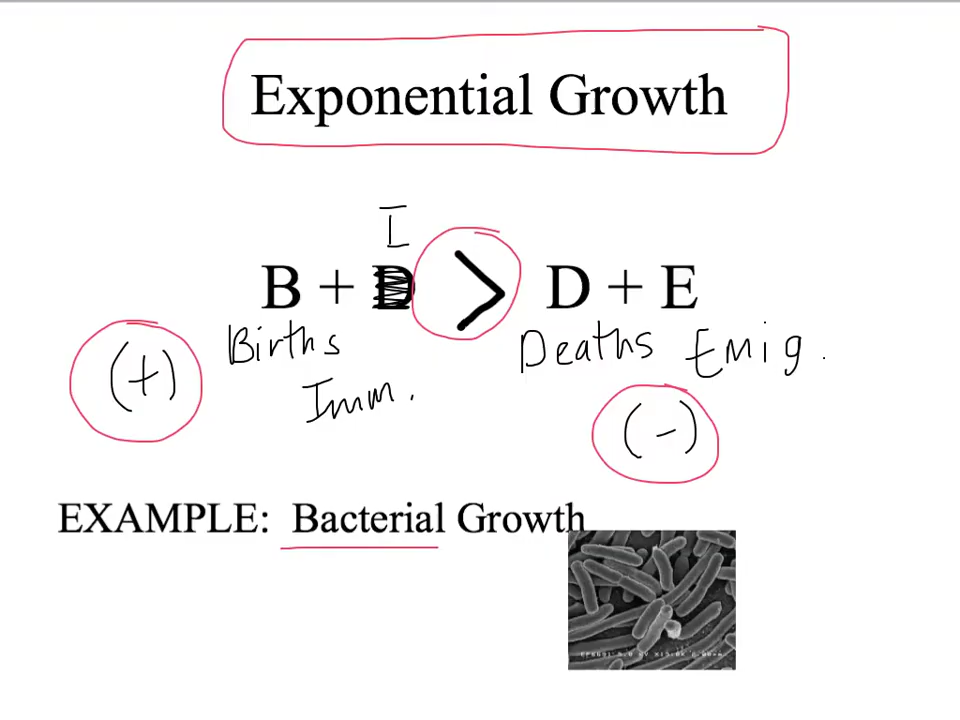 Exponential Growth
I
B + D > D + E
Births Deaths Emig.
(+) Imm. (-)
EXAMPLE: Bacterial Growth